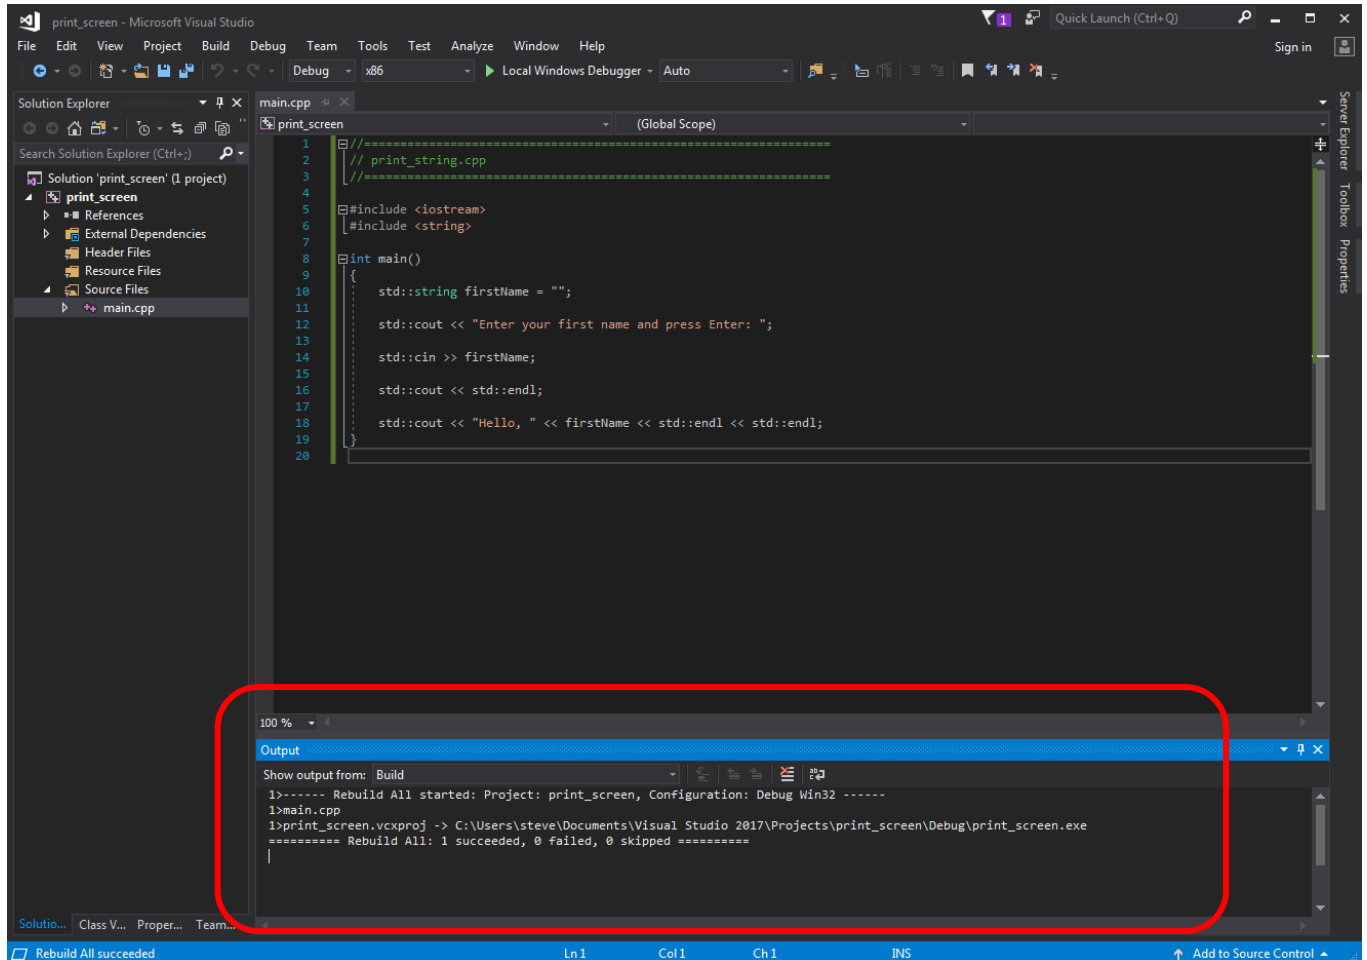 print_screen - Microsoft Visual Studio
1
Quick Launch (Ctrl+Q)
File Edit View Project Build Debug Team Tools Test Analyze Window Help
Sign in
Debug x86 Local Windows Debugger Auto
Solution Explorer
Search Solution Explorer (Ctrl+;)
Solution 'print_screen' (1 project)
print_screen
References
External Dependencies
Header Files
Resource Files
Source Files
main.cpp
Solutio... Class V... Proper... Team...
main.cpp
print_screen (Global Scope)
1 //=================================================================
2 // print_string.cpp
3 //=================================================================
4
5 #include <iostream>
6 #include <string>
7
8 int main()
9 {
10 std::string firstName = "";
11
12 std::cout << "Enter your first name and press Enter: ";
13
14 std::cin >> firstName;
15
16 std::cout << std::endl;
17
18 std::cout << "Hello, " << firstName << std::endl << std::endl;
19 }
20
100 %
Output
Show output from: Build
1>------ Rebuild All started: Project: print_screen, Configuration: Debug Win32 ------
1>main.cpp
1>print_screen.vcxproj -> C:\Users\steve\Documents\Visual Studio 2017\Projects\print_screen\Debug\print_screen.exe
========== Rebuild All: 1 succeeded, 0 failed, 0 skipped ==========
Server Explorer
Toolbox
Properties
Rebuild All succeeded Ln 1 Col 1 Ch 1 INS Add to Source Control